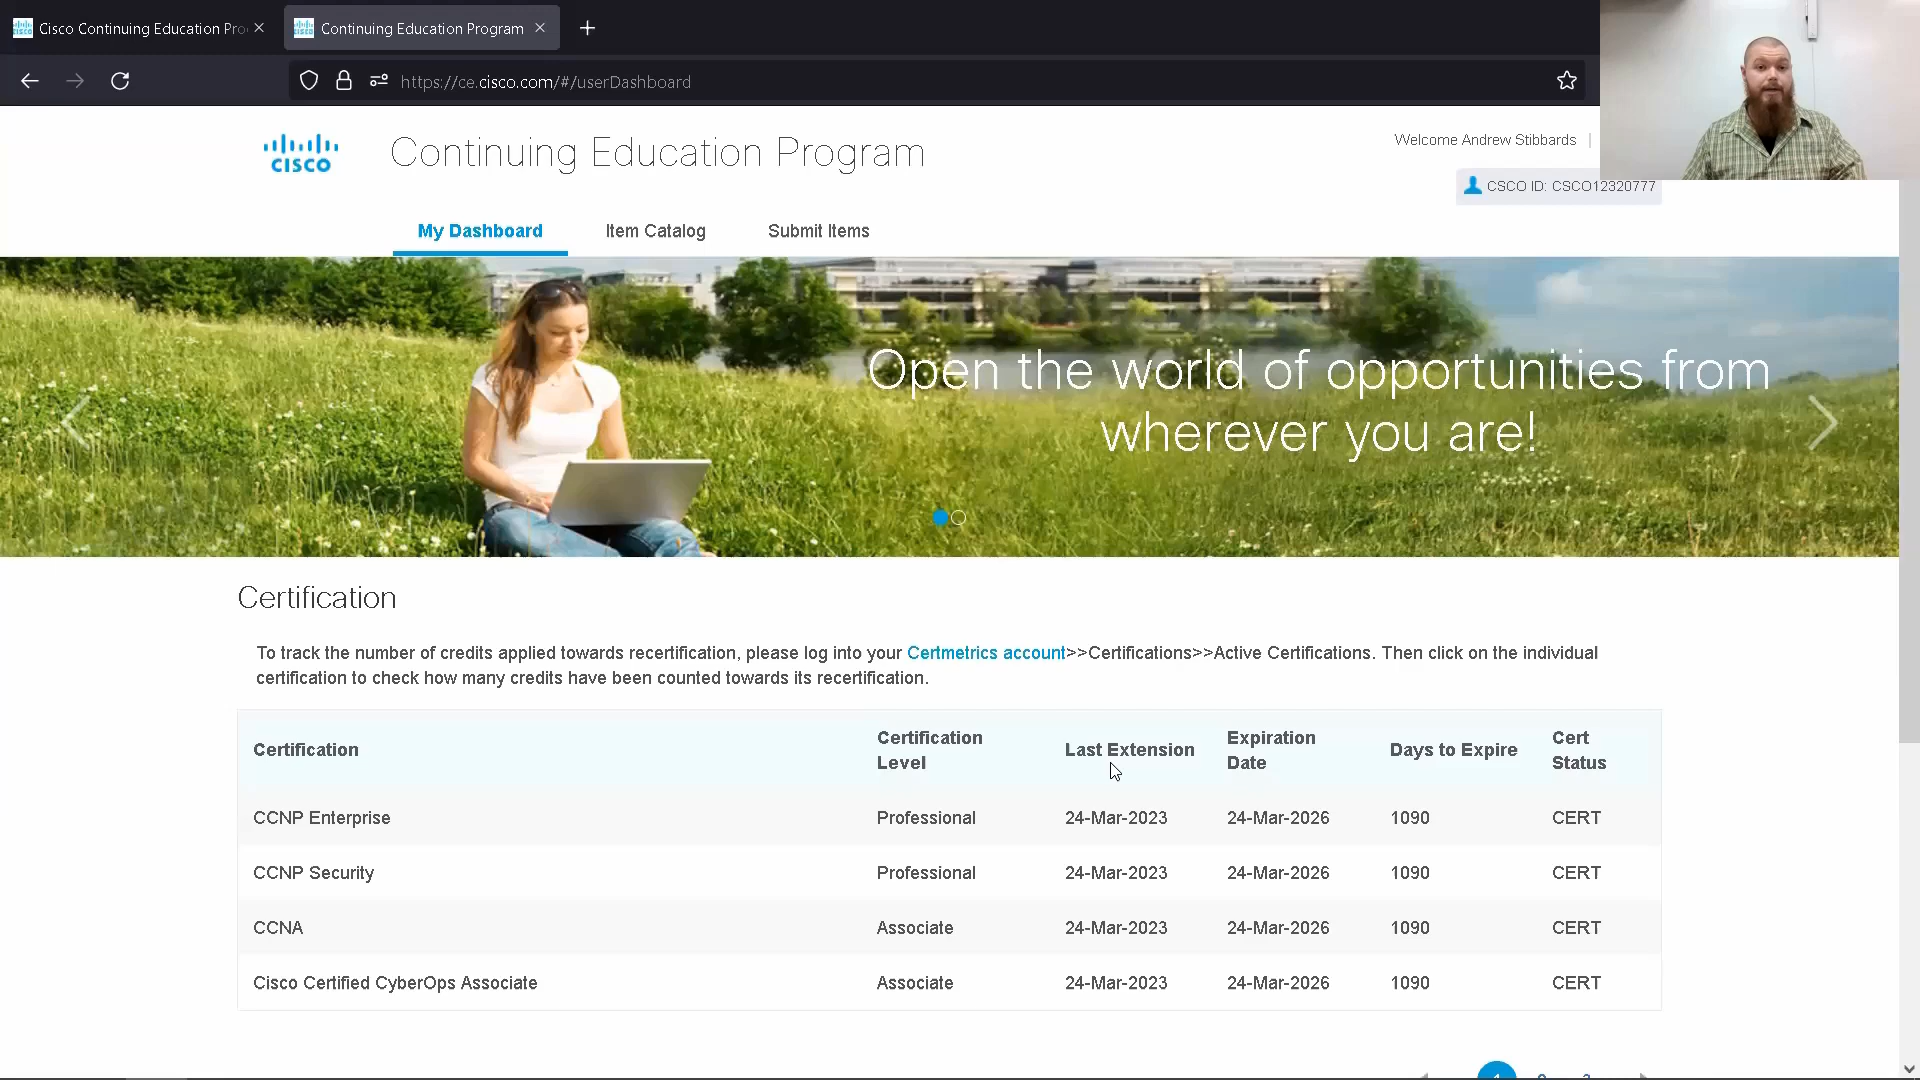 Cisco Continuing Education Pro
Continuing Education Program
https://ce.cisco.com/#/userDashboard
cisco
Continuing Education Program
Welcome Andrew Stibbards |
CSCO ID: CSCO12320777
My Dashboard
Item Catalog
Submit Items
Open the world of opportunities from
wherever you are!
Certification
To track the number of credits applied towards recertification, please log into your Certmetrics account>>Certifications>>Active Certifications. Then click on the individual
certification to check how many credits have been counted towards its recertification.
Certification
Certification
Level
Last Extension
Expiration
Date
Days to Expire
Cert
Status
CCNP Enterprise Professional 24-Mar-2023 24-Mar-2026 1090 CERT
CCNP Security Professional 24-Mar-2023 24-Mar-2026 1090 CERT
CCNA Associate 24-Mar-2023 24-Mar-2026 1090 CERT
Cisco Certified CyberOps Associate Associate 24-Mar-2023 24-Mar-2026 1090 CERT